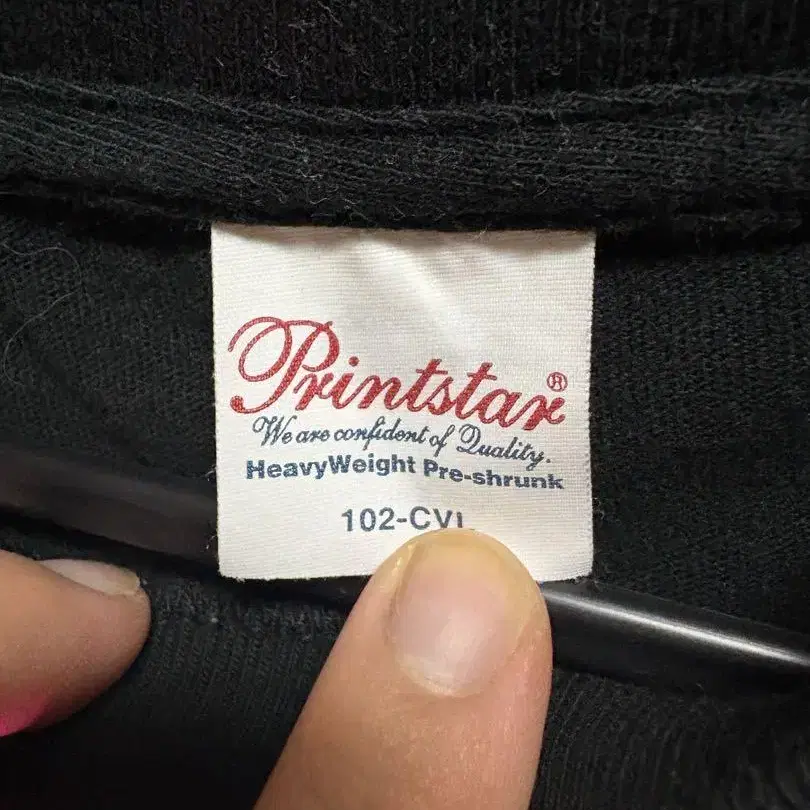 Printstar®
We are confident of Quality.
HeavyWeight Pre-shrunk
102-CVL